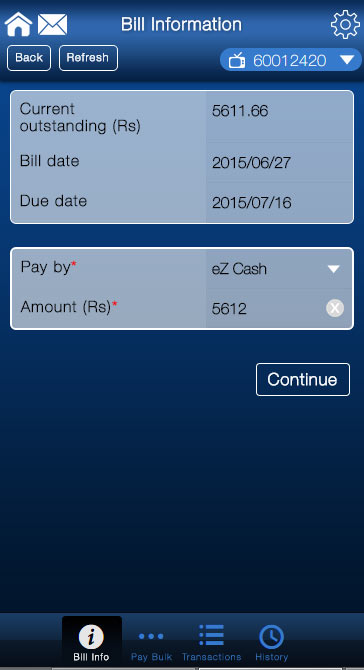 Bill Information
Back Refresh 60012420
Current 5611.66
outstanding (Rs)
Bill date 2015/06/27
Due date 2015/07/16
Pay by* eZ Cash
Amount (Rs)* 5612 X
Continue
i
Bill Info Pay Bulk Transactions History